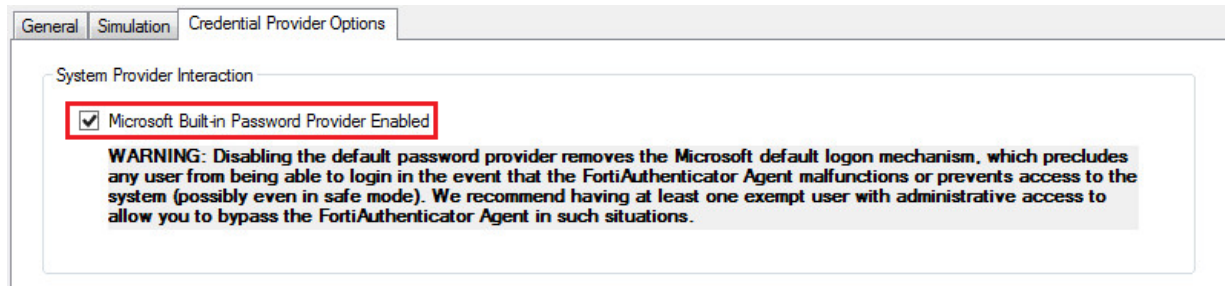 General
Simulation
Credential Provider Options
System Provider Interaction
Microsoft Built-in Password Provider Enabled
WARNING: Disabling the default password provider removes the Microsoft default logon mechanism, which precludes
any user from being able to login in the event that the FortiAuthenticator Agent malfunctions or prevents access to the
system (possibly even in safe mode). We recommend having at least one exempt user with administrative access to
allow you to bypass the FortiAuthenticator Agent in such situations.